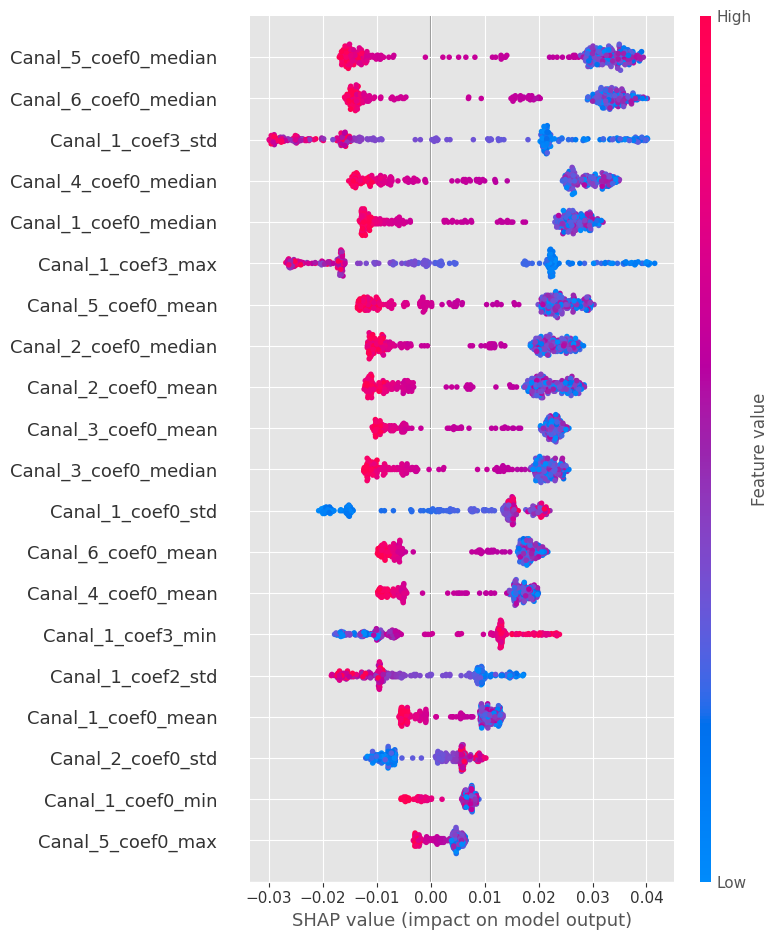 High
Canal_5_coef0_median
Canal_6_coef0_median
Canal_1_coef3_std
Canal_4_coef0_median
Canal_1_coef0_median
Canal_1_coef3_max
Canal_5_coef0_mean
Canal_2_coef0_median
Canal_2_coef0_mean
Canal_3_coef0_mean
Canal_3_coef0_median
Canal_1_coef0_std
Canal_6_coef0_mean
Canal_4_coef0_mean
Canal_1_coef3_min
Canal_1_coef2_std
Canal_1_coef0_mean
Canal_2_coef0_std
Canal_1_coef0_min
Canal_5_coef0_max
Feature value
Low
−0.03 −0.02 −0.01 0.00 0.01 0.02 0.03 0.04
SHAP value (impact on model output)